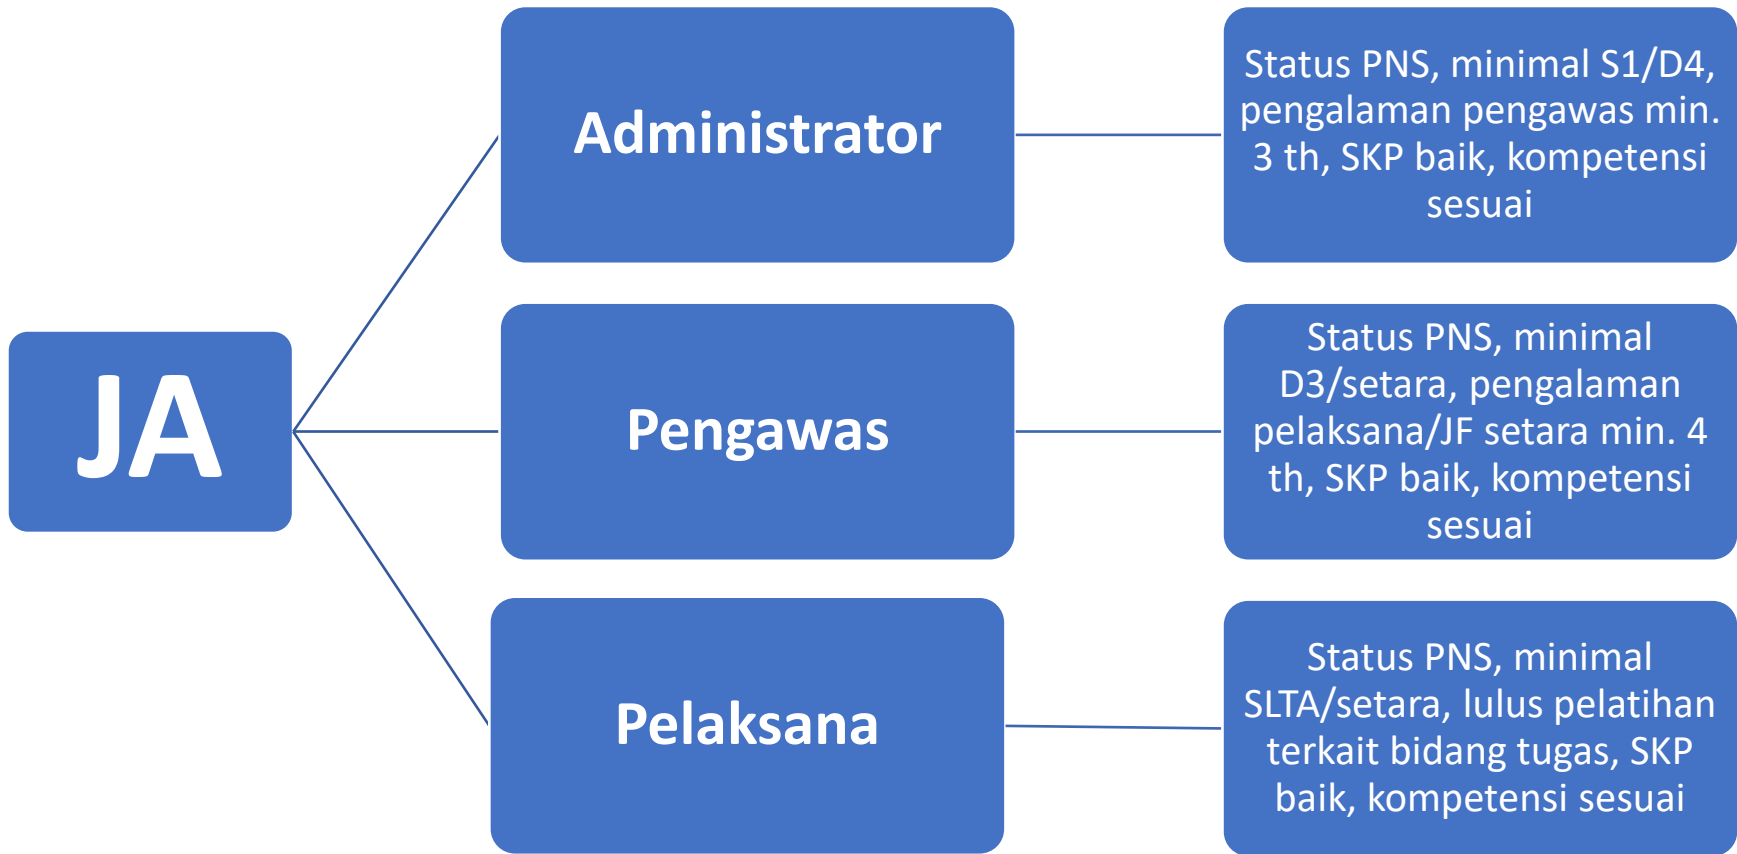 JA
Administrator
Status PNS, minimal S1/D4,
pengalaman pengawas min.
3 th, SKP baik, kompetensi
sesuai
Pengawas
Status PNS, minimal
D3/setara, pengalaman
pelaksana/JF setara min. 4
th, SKP baik, kompetensi
sesuai
Pelaksana
Status PNS, minimal
SLTA/setara, lulus pelatihan
terkait bidang tugas, SKP
baik, kompetensi sesuai